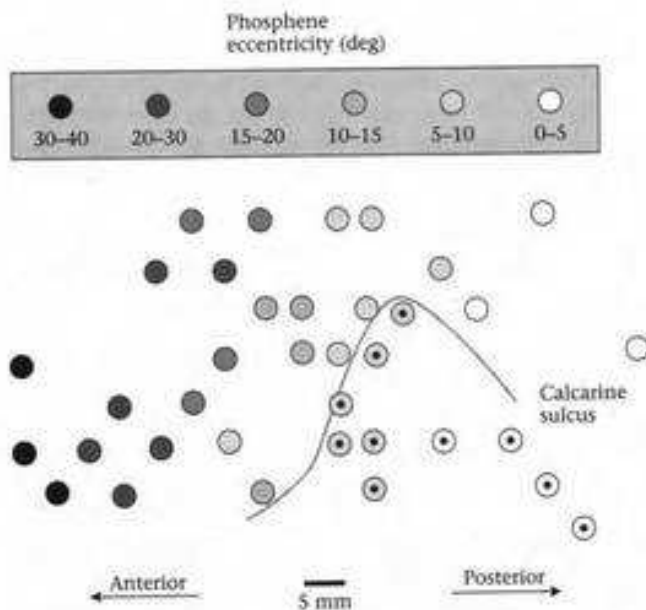 Phosphene
eccentricity (deg)
30–40 20–30 15–20 10–15 5–10 0–5
Calcarine
sulcus
Anterior
5 mm
Posterior